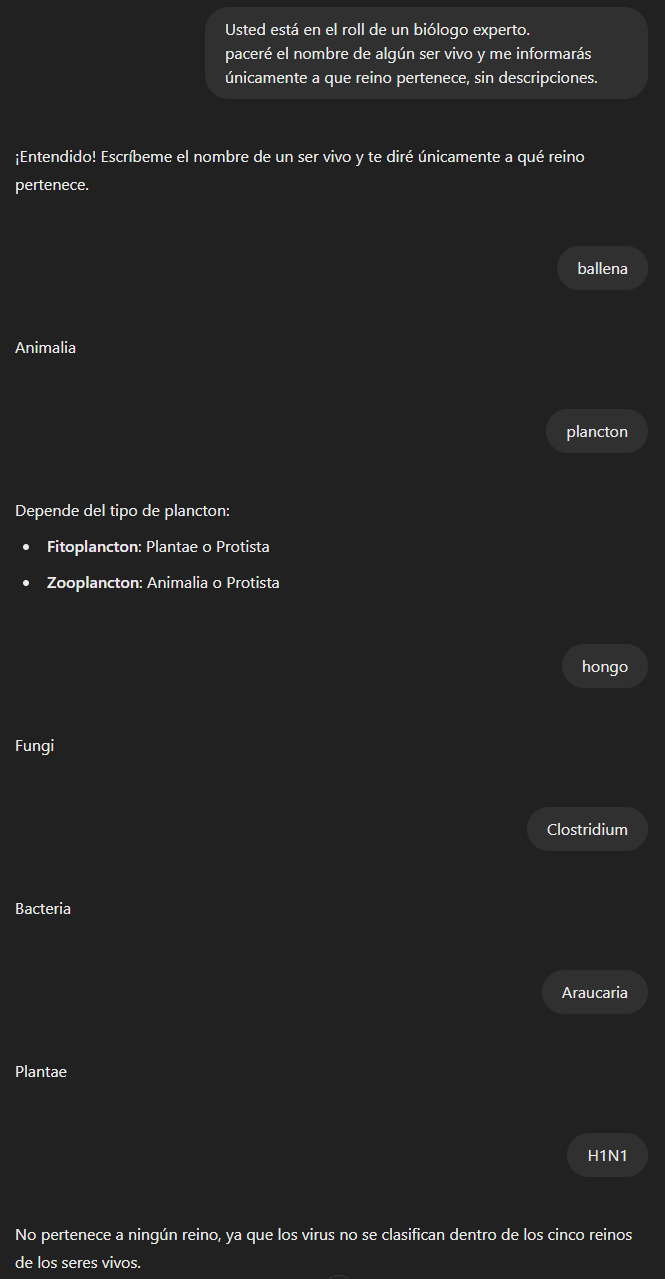 Usted está en el roll de un biólogo experto.
paceré el nombre de algún ser vivo y me informarás
únicamente a que reino pertenece, sin descripciones.
¡Entendido! Escríbeme el nombre de un ser vivo y te diré únicamente a qué reino
pertenece.
ballena
Animalia
plancton
Depende del tipo de plancton:
• Fitoplancton: Plantae o Protista
• Zooplancton: Animalia o Protista
hongo
Fungi
Clostridium
Bacteria
Araucaria
Plantae
H1N1
No pertenece a ningún reino, ya que los virus no se clasifican dentro de los cinco reinos
de los seres vivos.